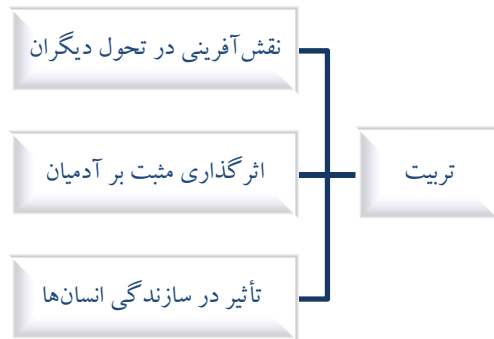 تربیت
نقش‌آفرینی در تحول دیگران
اثرگذاری مثبت بر آدمیان
تأثیر در سازندگی انسان‌ها